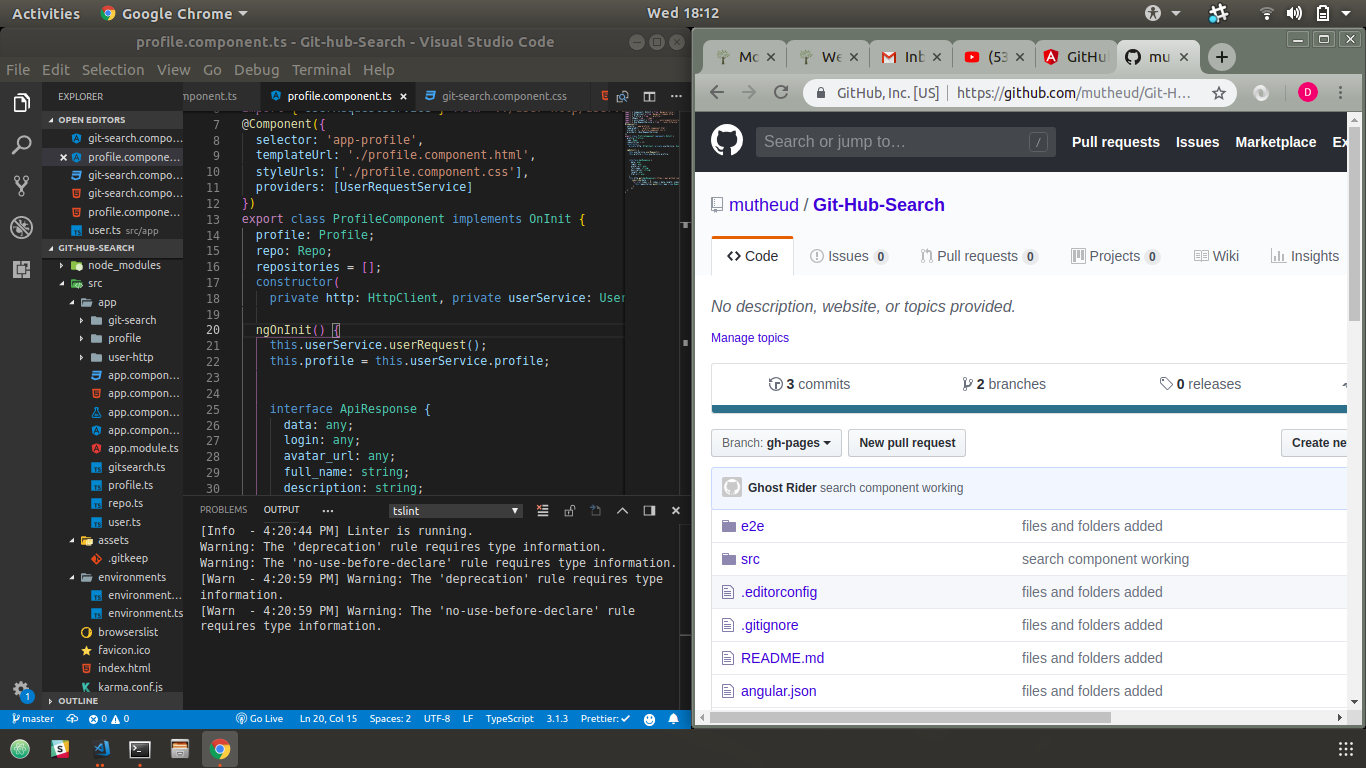 Activities
Google Chrome
Wed 18:12
profile.component.ts - Git-hub-Search - Visual Studio Code
File Edit Selection View Go Debug Terminal Help
EXPLORER
OPEN EDITORS
git-search.compo...
profile.compone...
git-search.compo...
git-search.compo...
profile.compone...
user.ts src/app
GIT-HUB-SEARCH
node_modules
src
app
git-search
profile
user-http
app.compon...
app.compon...
app.compon...
app.compon...
app.module.ts
gitsearch.ts
profile.ts
repo.ts
user.ts
assets
.gitkeep
environments
environment...
environment.ts
browserslist
favicon.ico
index.html
karma.conf.js
OUTLINE
1
mponent.ts
profile.component.ts
git-search.component.css
7 @Component({
8 selector: 'app-profile',
9 templateUrl: './profile.component.html',
10 styleUrls: ['./profile.component.css'],
11 providers: [UserRequestService]
12 })
13 export class ProfileComponent implements OnInit {
14 profile: Profile;
15 repo: Repo;
16 repositories = [];
17 constructor(
18 private http: HttpClient, private userService: User
19
20 ngOnInit() {
21 this.userService.userRequest();
22 this.profile = this.userService.profile;
23
24
25 interface ApiResponse {
26 data: any;
27 login: any;
28 avatar_url: any;
29 full_name: string;
30 description: string;
PROBLEMS OUTPUT ... tslint
[Info - 4:20:44 PM] Linter is running.
Warning: The 'deprecation' rule requires type information.
Warning: The 'no-use-before-declare' rule requires type information.
[Warn - 4:20:59 PM] Warning: The 'deprecation' rule requires type
information.
[Warn - 4:20:59 PM] Warning: The 'no-use-before-declare' rule
requires type information.
master 0 0 Go Live Ln 20, Col 15 Spaces: 2 UTF-8 LF TypeScript 3.1.3 Prettier: ✓
Mo We Inb (53 GitHu mu
GitHub, Inc. [US] https://github.com/mutheud/Git-H...
D
Search or jump to… / Pull requests Issues Marketplace Ex
mutheud / Git-Hub-Search
Code Issues 0 Pull requests 0 Projects 0 Wiki Insights
No description, website, or topics provided.
Manage topics
3 commits 2 branches 0 releases
Branch: gh-pages New pull request Create ne
Ghost Rider search component working
e2e files and folders added
src search component working
.editorconfig files and folders added
.gitignore files and folders added
README.md files and folders added
angular.json files and folders added